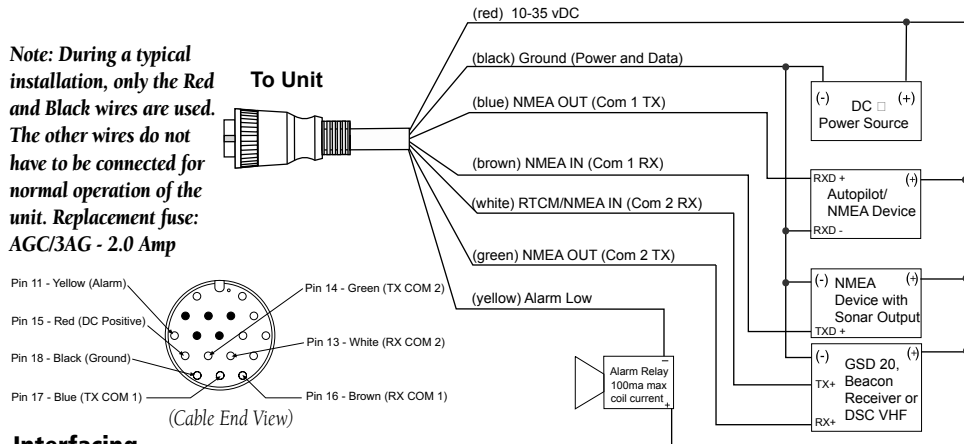 Note: During a typical
installation, only the Red
and Black wires are used.
The other wires do not
have to be connected for
normal operation of the
unit. Replacement fuse:
AGC/3AG - 2.0 Amp
To Unit
(red) 10-35 vDC
(black) Ground (Power and Data)
(blue) NMEA OUT (Com 1 TX)
(brown) NMEA IN (Com 1 RX)
(white) RTCM/NMEA IN (Com 2 RX)
(green) NMEA OUT (Com 2 TX)
(yellow) Alarm Low
(-) DC □ (+)
Power Source
RXD + (+)
Autopilot/
NMEA Device
RXD -
(-) NMEA (+)
Device with
Sonar Output
TXD +
(-) (+)
GSD 20,
TX+ Beacon
Receiver or
RX+ DSC VHF
–
Alarm Relay
100ma max
coil current
+
Pin 11 - Yellow (Alarm)
Pin 15 - Red (DC Positive)
Pin 18 - Black (Ground)
Pin 17 - Blue (TX COM 1)
Pin 14 - Green (TX COM 2)
Pin 13 - White (RX COM 2)
Pin 16 - Brown (RX COM 1)
(Cable End View)
Interfacing